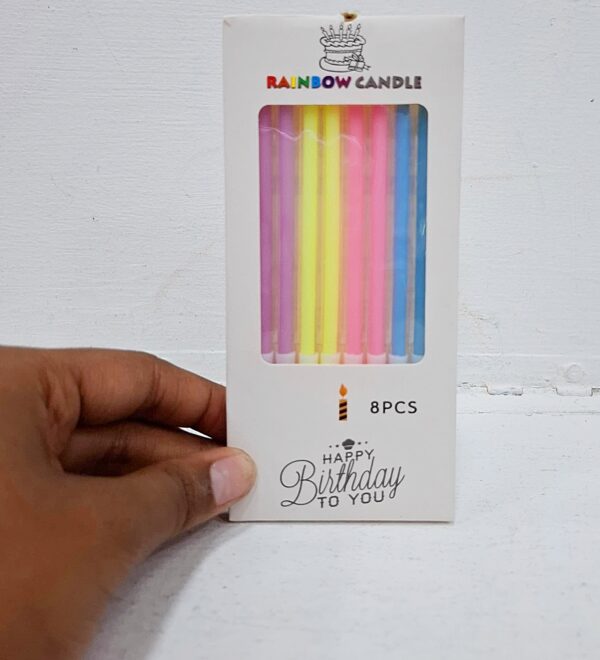 RAINBOW CANDLE
8PCS
HAPPY
Birthday
TO YOU